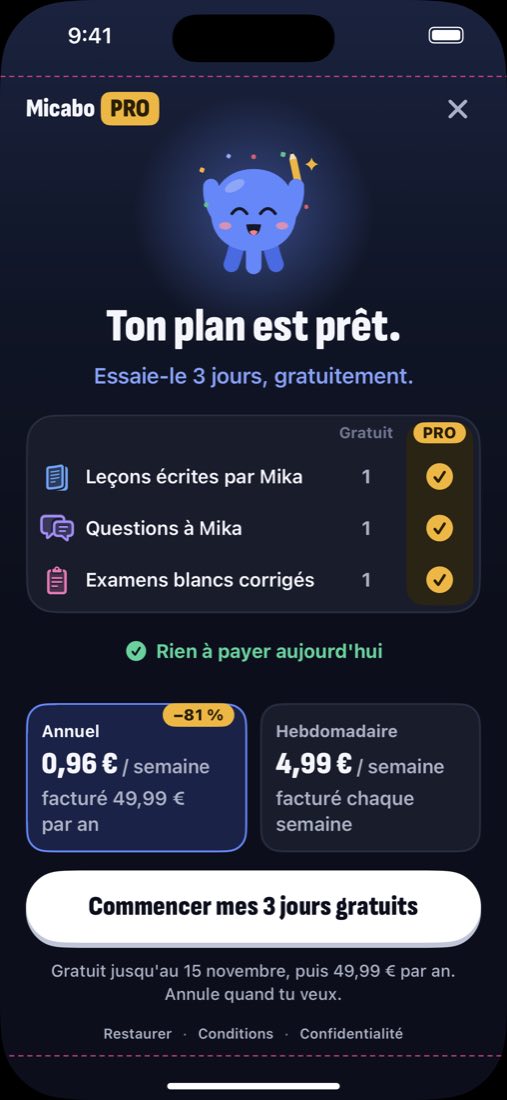 9:41
Micabo PRO
Ton plan est prêt.
Essaie-le 3 jours, gratuitement.
Gratuit PRO
Leçons écrites par Mika 1
Questions à Mika 1
Examens blancs corrigés 1
Rien à payer aujourd'hui
−81 %
Annuel
0,96 € / semaine
facturé 49,99 €
par an
Hebdomadaire
4,99 € / semaine
facturé chaque
semaine
Commencer mes 3 jours gratuits
Gratuit jusqu'au 15 novembre, puis 49,99 € par an.
Annule quand tu veux.
Restaurer · Conditions · Confidentialité